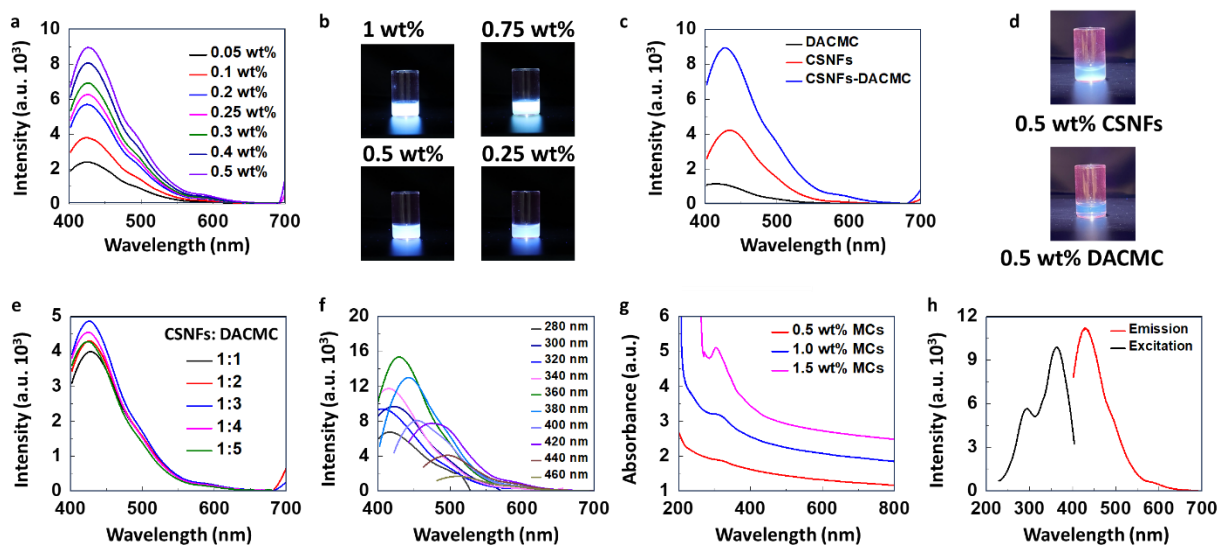 a
Intensity (a.u. 10³)
10
8
6
4
2
0
400 500 600 700
Wavelength (nm)
0.05 wt%
0.1 wt%
0.2 wt%
0.25 wt%
0.3 wt%
0.4 wt%
0.5 wt%
b
1 wt% 0.75 wt%
0.5 wt% 0.25 wt%
c
Intensity (a.u. 10³)
10
8
6
4
2
0
400 500 600 700
Wavelength (nm)
DACMC
CSNFs
CSNFs-DACMC
d
0.5 wt% CSNFs
0.5 wt% DACMC
e
Intensity (a.u. 10³)
5
4
3
2
1
0
400 500 600 700
Wavelength (nm)
CSNFs: DACMC
1:1
1:2
1:3
1:4
1:5
f
Intensity (a.u. 10³)
20
16
12
8
4
0
400 500 600 700
Wavelength (nm)
280 nm
300 nm
320 nm
340 nm
360 nm
380 nm
400 nm
420 nm
440 nm
460 nm
g
Absorbance (a.u.)
6
5
4
3
2
1
200 400 600 800
Wavelength (nm)
0.5 wt% MCs
1.0 wt% MCs
1.5 wt% MCs
h
Intensity (a.u. 10³)
12
9
6
3
0
200 300 400 500 600 700
Wavelength (nm)
Emission
Excitation